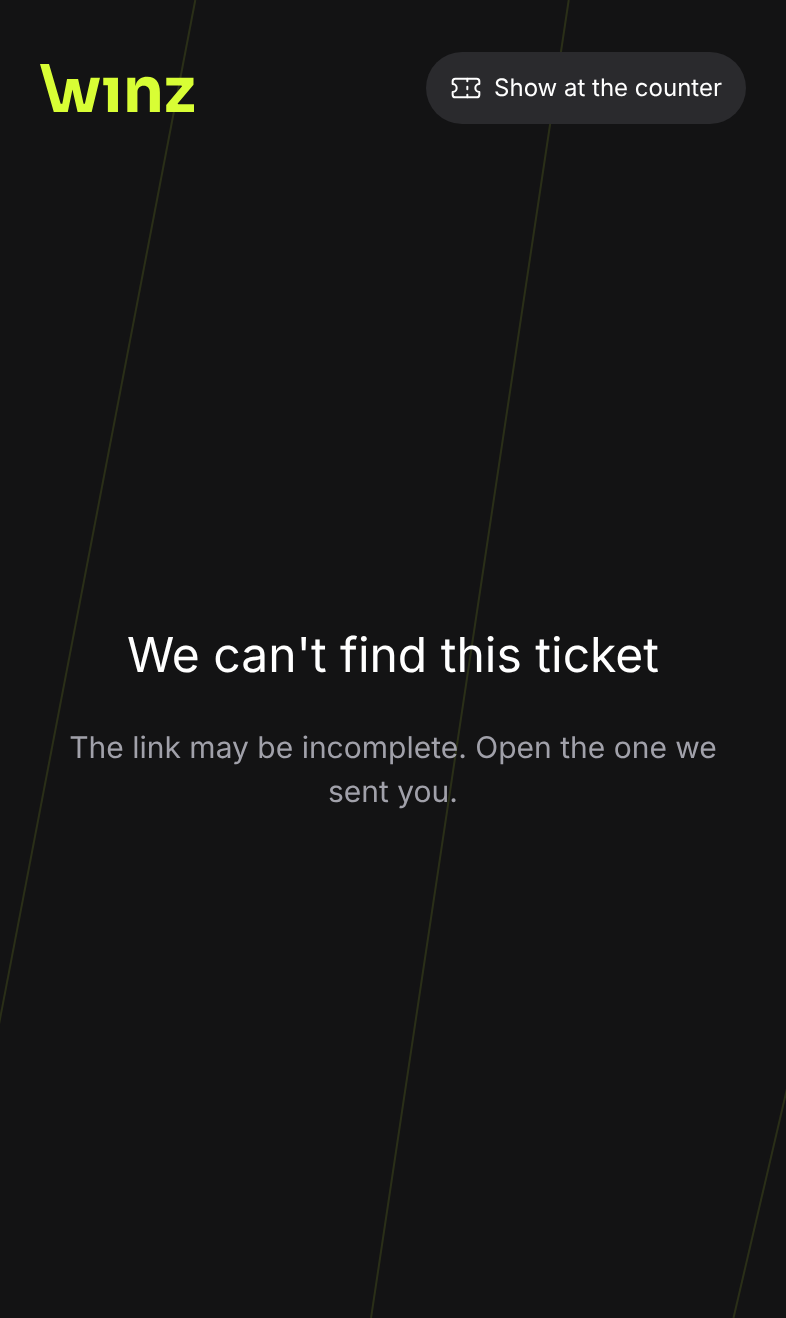 wınz
Show at the counter
We can't find this ticket
The link may be incomplete. Open the one we
sent you.